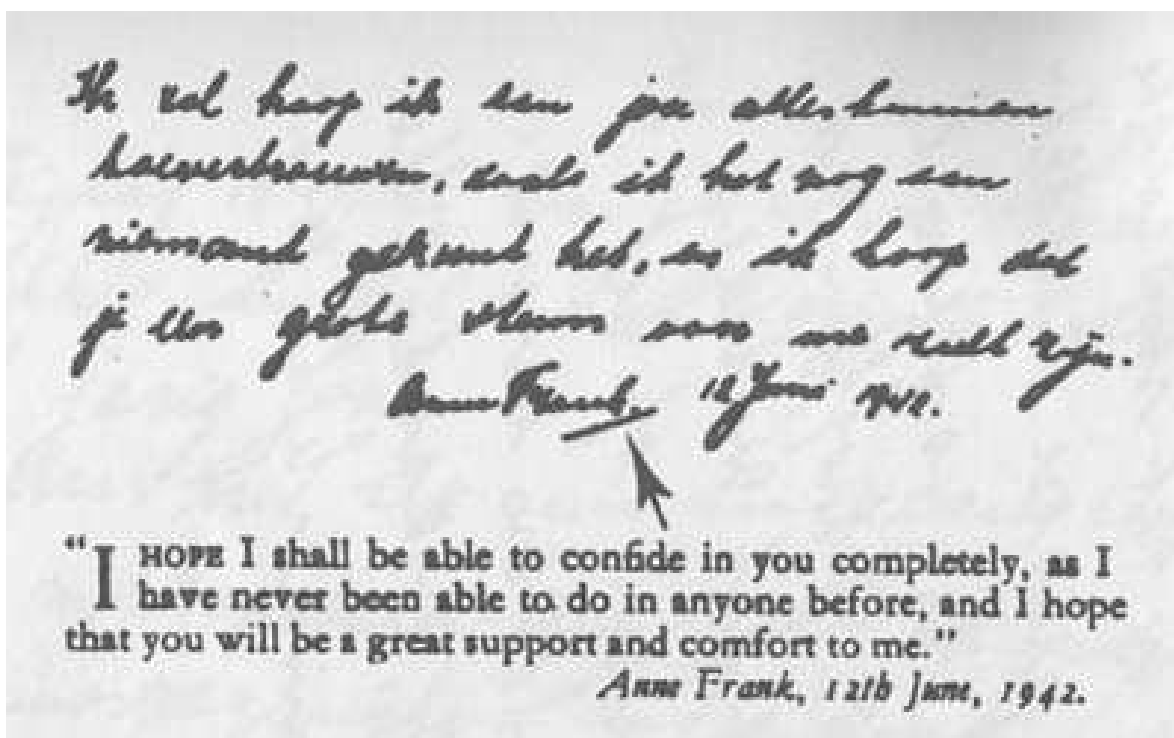 Ik zal hoop ik aan jou alles kunnen
toevertrouwen, zoals ik het nog aan
niemand gekund heb, en ik hoop dat
je een grote steun voor me zult zijn.
Anne Frank. 12 Juni 1942.
“I HOPE I shall be able to confide in you completely, as I
have never been able to do in anyone before, and I hope
that you will be a great support and comfort to me.”
Anne Frank, 12th June, 1942.